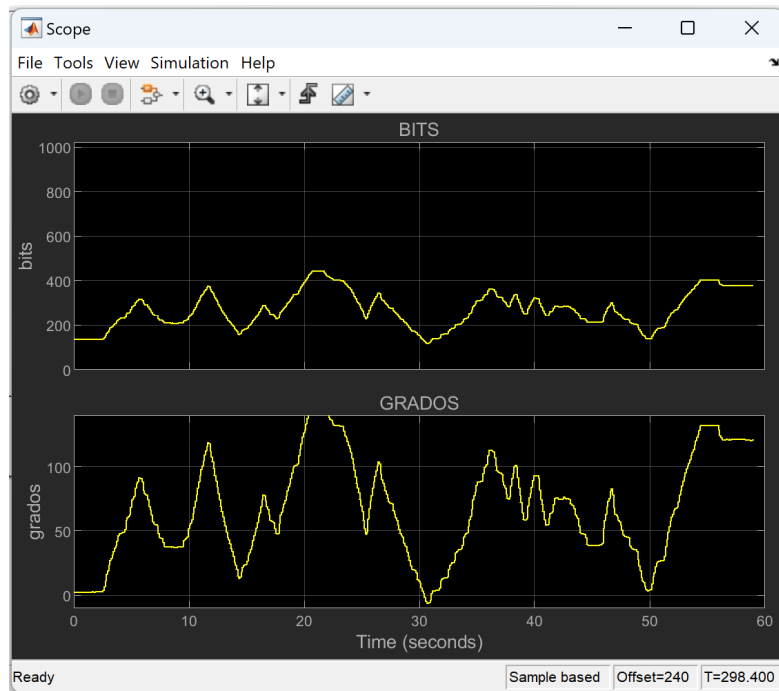 Scope
File Tools View Simulation Help
BITS
1000
800
600
400
200
0
bits
GRADOS
100
50
0
grados
0 10 20 30 40 50 60
Time (seconds)
Ready Sample based Offset=240 T=298.400